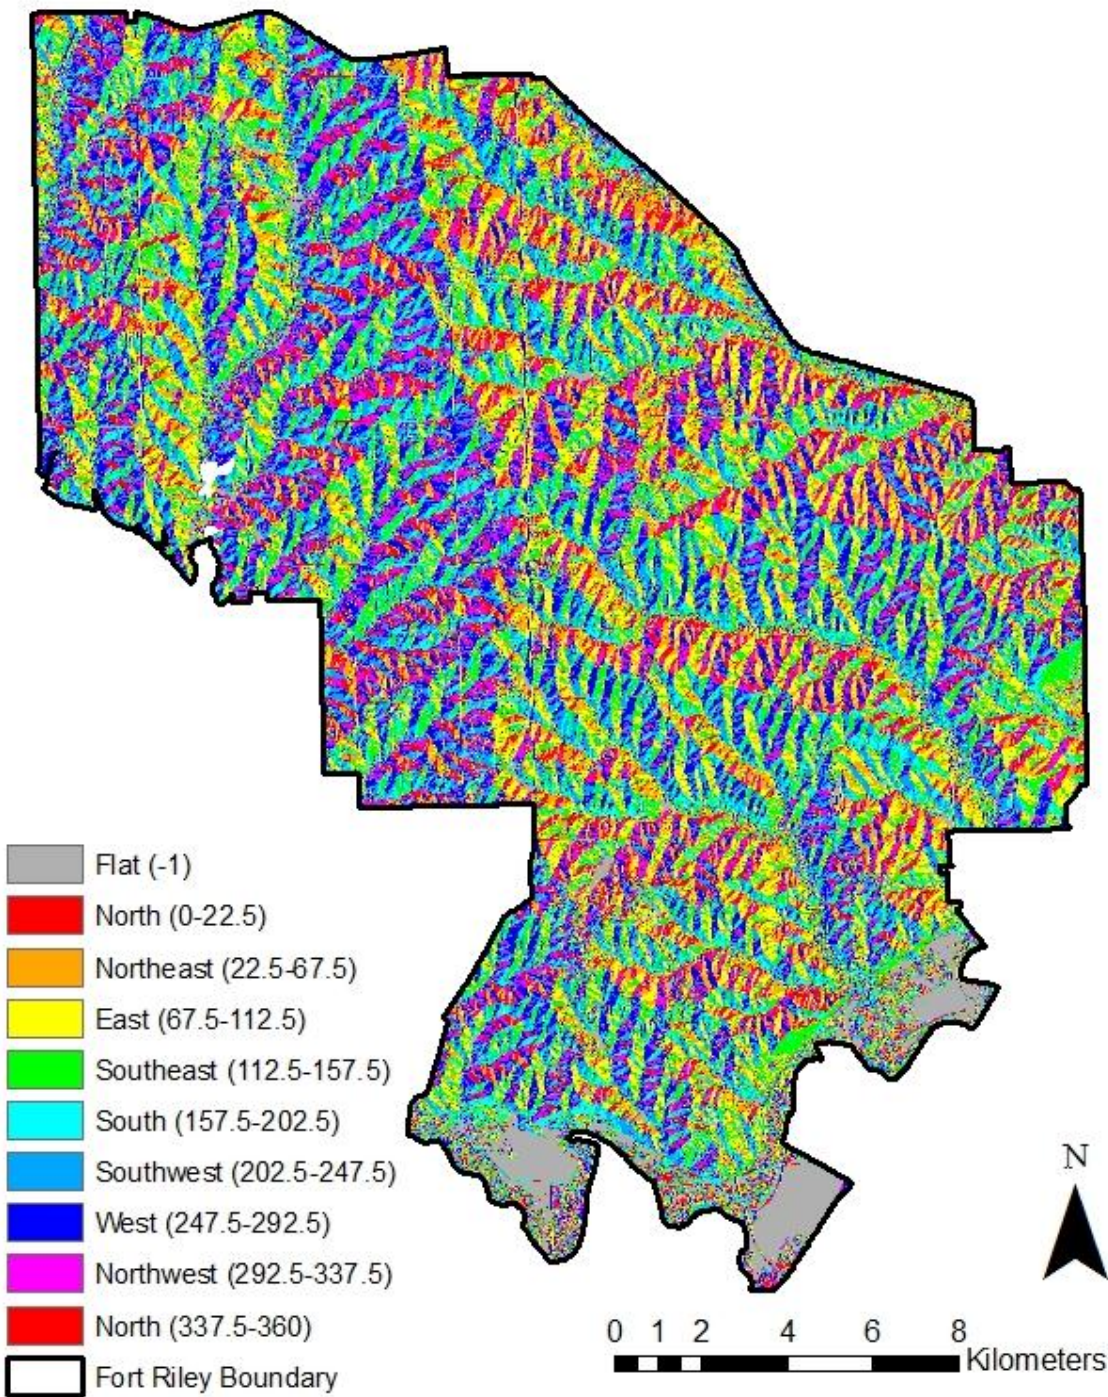 Flat (-1)
North (0-22.5)
Northeast (22.5-67.5)
East (67.5-112.5)
Southeast (112.5-157.5)
South (157.5-202.5)
Southwest (202.5-247.5)
West (247.5-292.5)
Northwest (292.5-337.5)
North (337.5-360)
Fort Riley Boundary
N
0 1 2 4 6 8
Kilometers